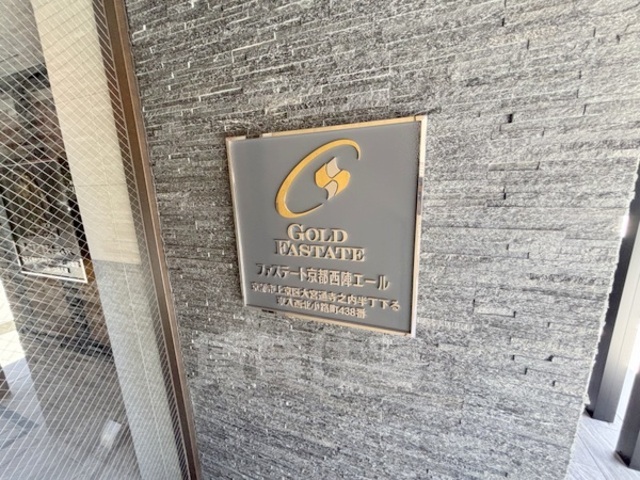 GOLD
FASTATE
ファステート京都西陣エール
京都市上京区大宮通寺之内半丁下る
東入西北小路町438番